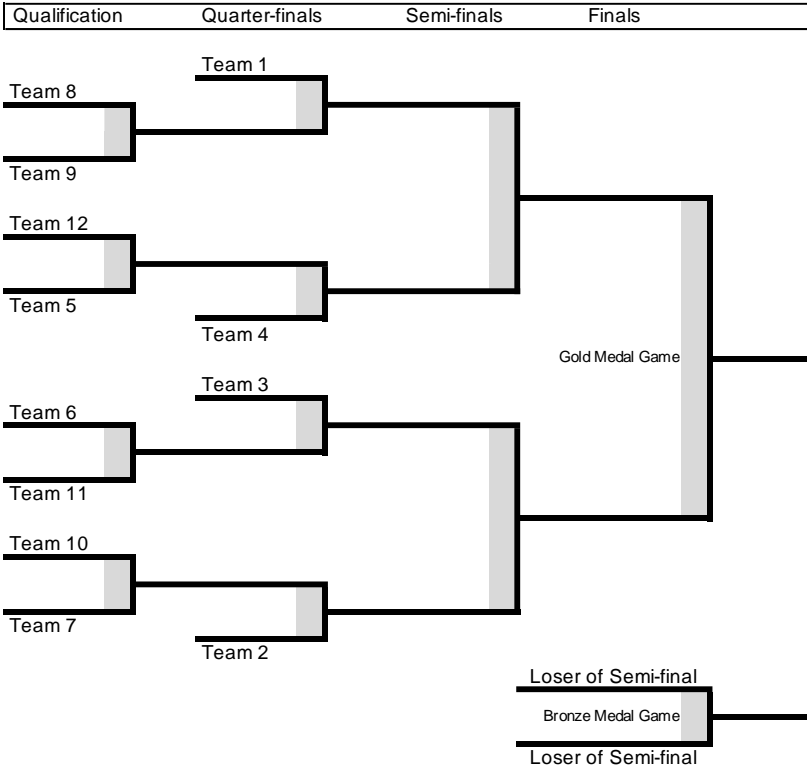 Qualification Quarter-finals Semi-finals Finals
Team 1
Team 8
Team 9
Team 12
Team 5
Team 4
Gold Medal Game
Team 3
Team 6
Team 11
Team 10
Team 7
Team 2
Loser of Semi-final
Bronze Medal Game
Loser of Semi-final